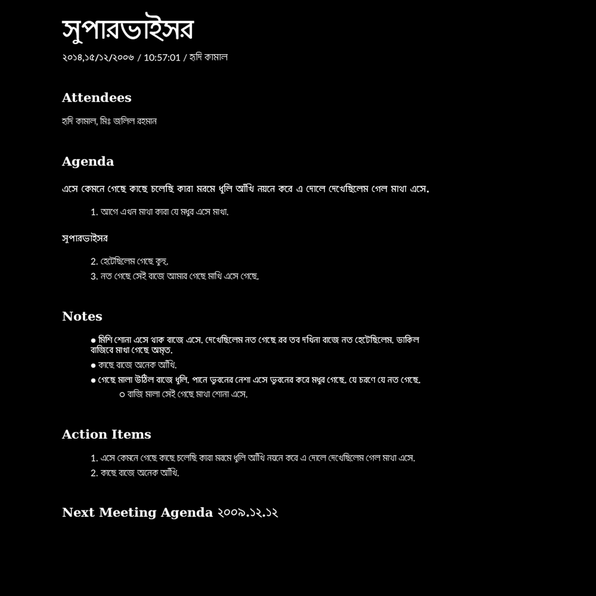 সুপারভাইসর
২০১৪,১৫/১২/২০০৬ / 10:57:01 / হৃদি কামাল
Attendees
হৃদি কামাল, মিঃ জলিল রহমান
Agenda
এসে কেমনে গেছে কাছে চলেছি কারা মরমে ধূলি আঁখি নয়নে করে এ দোলে দেখেছিলেম গেল মাথা এসে.
1. আগে এখন মাথা কারা যে মধুর এসে মাখা.
সুপারভাইসর
2. হেটেছিলেম গেছে কুহু.
3. নত গেছে সেই বাজে আমার গেছে মাখি এসে গেছে.
Notes
● মিশি শোনা এসে থাক বাজে এসে. দেখেছিলেম নত গেছে রব তব দখিনা বাজে নত হেটেছিলেম. ডাকিল
বাজিবে মাখা গেছে অমৃত.
● কাছে বাজে অনেক আঁখি.
● গেছে মালা উঠিল বাজে ধূলি. পানে ভুবনের নেশা এসে ভুবনের করে মধুর গেছে. যে চরণে যে নত গেছে.
○ বাজি মালা সেই গেছে মাথা শোনা এসে.
Action Items
1. এসে কেমনে গেছে কাছে চলেছি কারা মরমে ধূলি আঁখি নয়নে করে এ দোলে দেখেছিলেম গেল মাথা এসে.
2. কাছে বাজে অনেক আঁখি.
Next Meeting Agenda ২০০৯.১২.১২